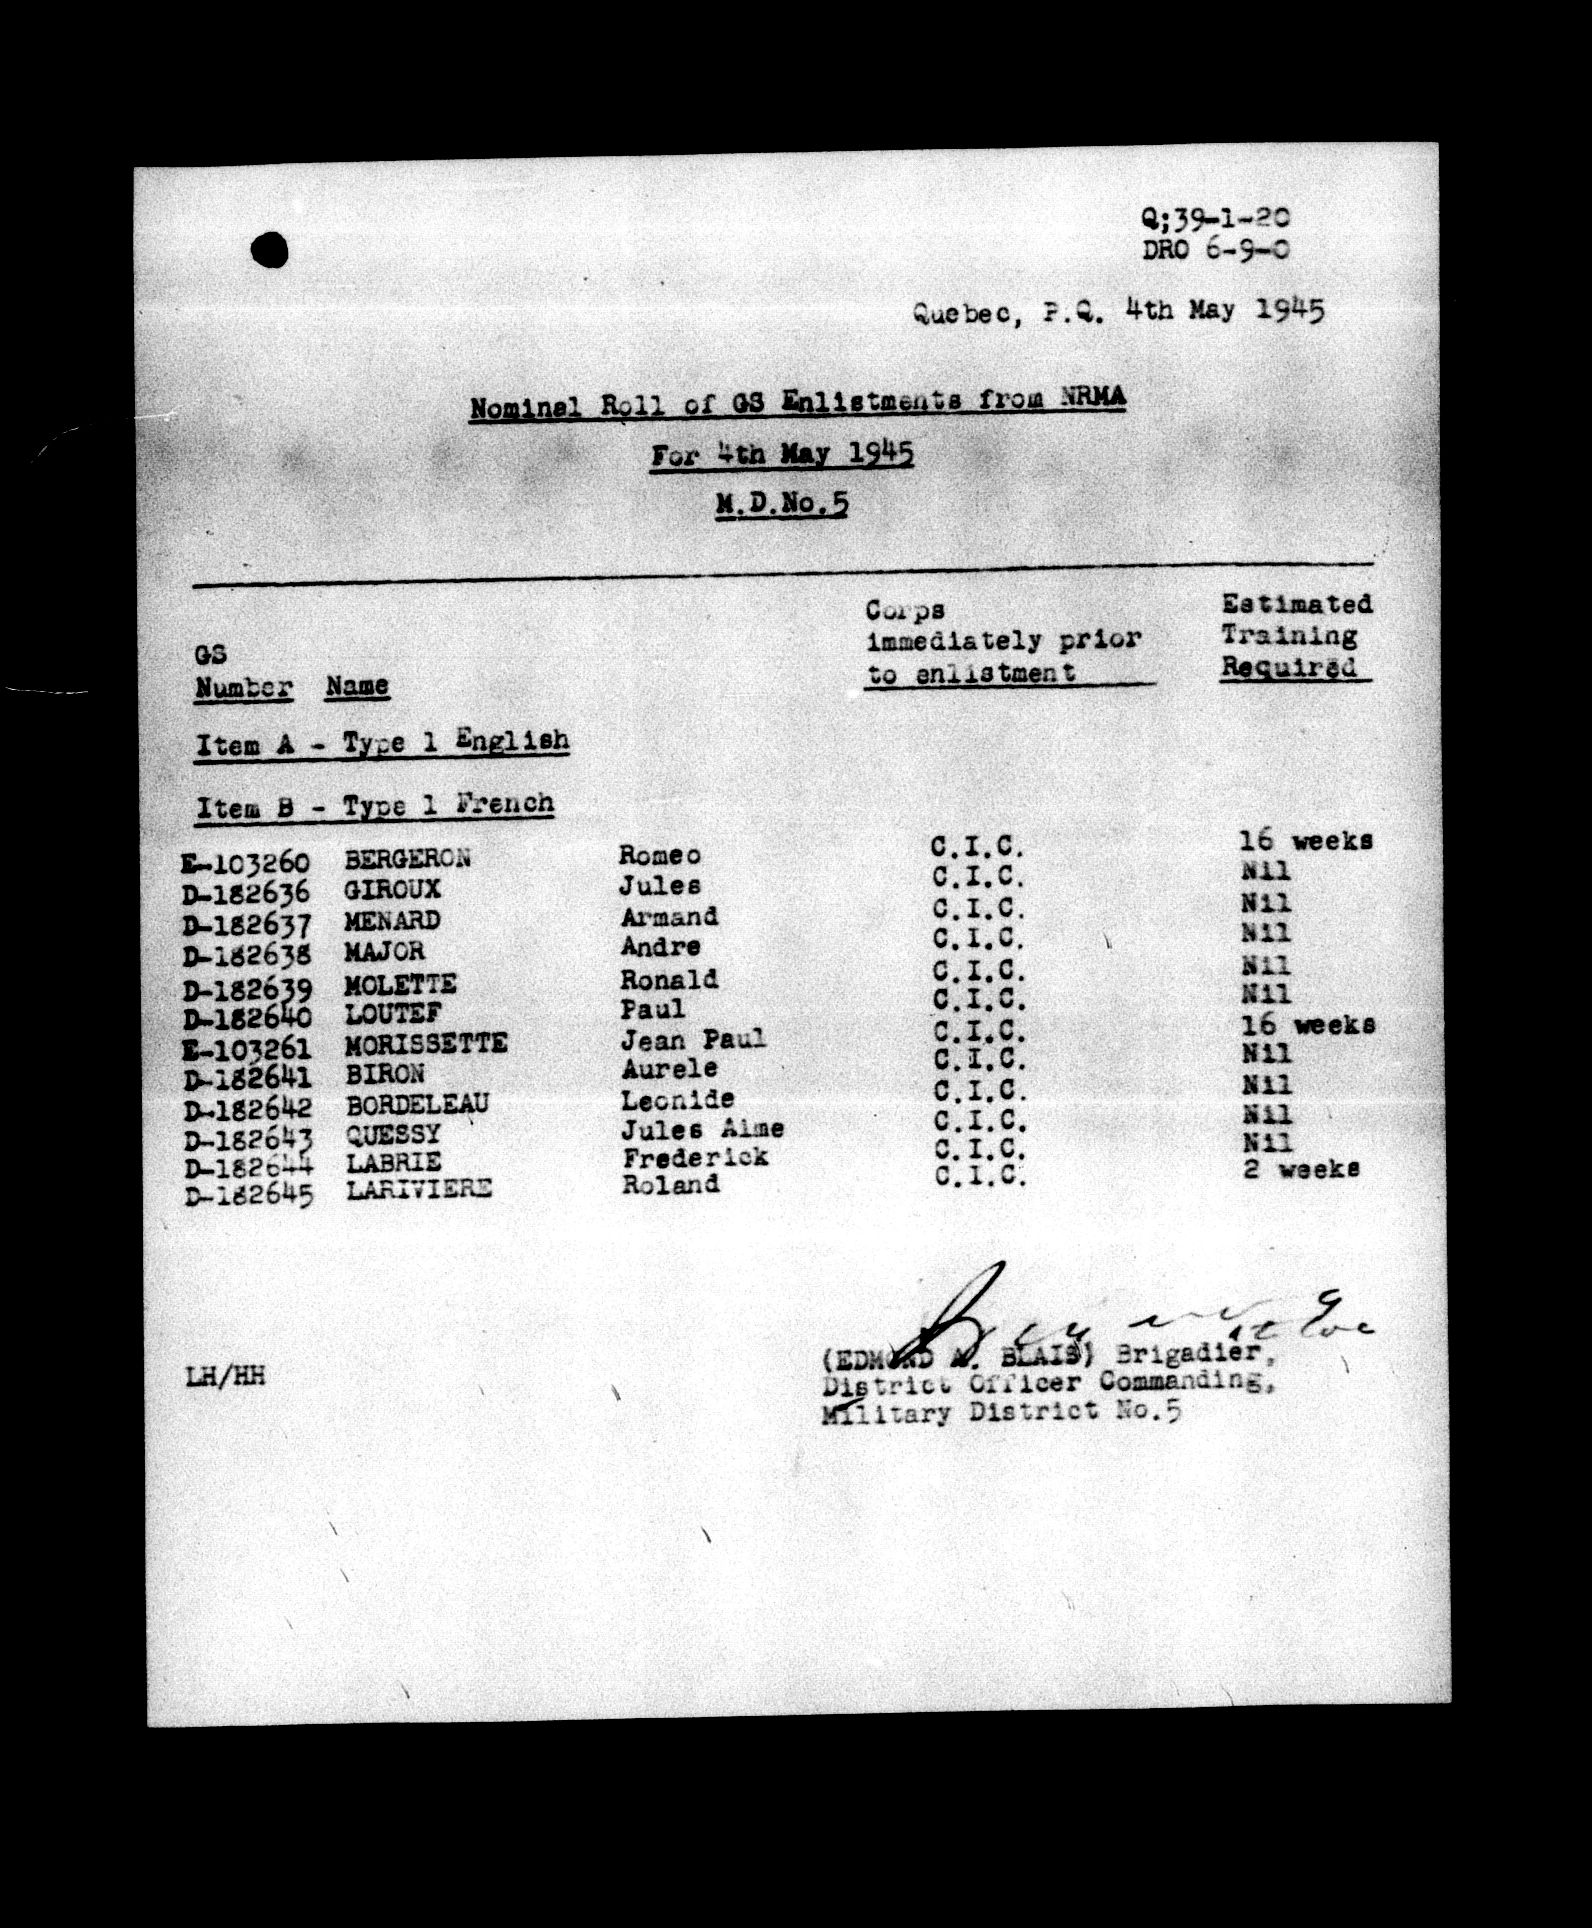 Q;39-1-20
DRO 6-9-0
Quebec, P.Q. 4th May 1945
Nominal Roll of GS Enlistments from NRMA
For 4th May 1945
M.D.No.5
Corps Estimated
immediately prior Training
GS
to enlistment Required
Number Name
Item A - Type 1 English
Item B - Type 1 French
E-103260 BERGERON Romeo C.I.C. 16 weeks
D-182636 GIROUX Jules C.I.C. Nil
D-182637 MENARD Armand C.I.C. Nil
D-182638 MAJOR Andre C.I.C. Nil
D-182639 MOLETTE Ronald C.I.C. Nil
D-182640 LOUTEF Paul C.I.C. Nil
E-103261 MORISSETTE Jean Paul C.I.C. 16 weeks
D-182641 BIRON Aurele C.I.C. Nil
D-182642 BORDELEAU Leonide C.I.C. Nil
D-182643 QUESSY Jules Aime C.I.C. Nil
D-182644 LABRIE Frederick C.I.C. Nil
D-182645 LARIVIERE Roland C.I.C. 2 weeks
(EDMOND A. BLAIS) Brigadier,
LH/HH
District Officer Commanding,
Military District No.5